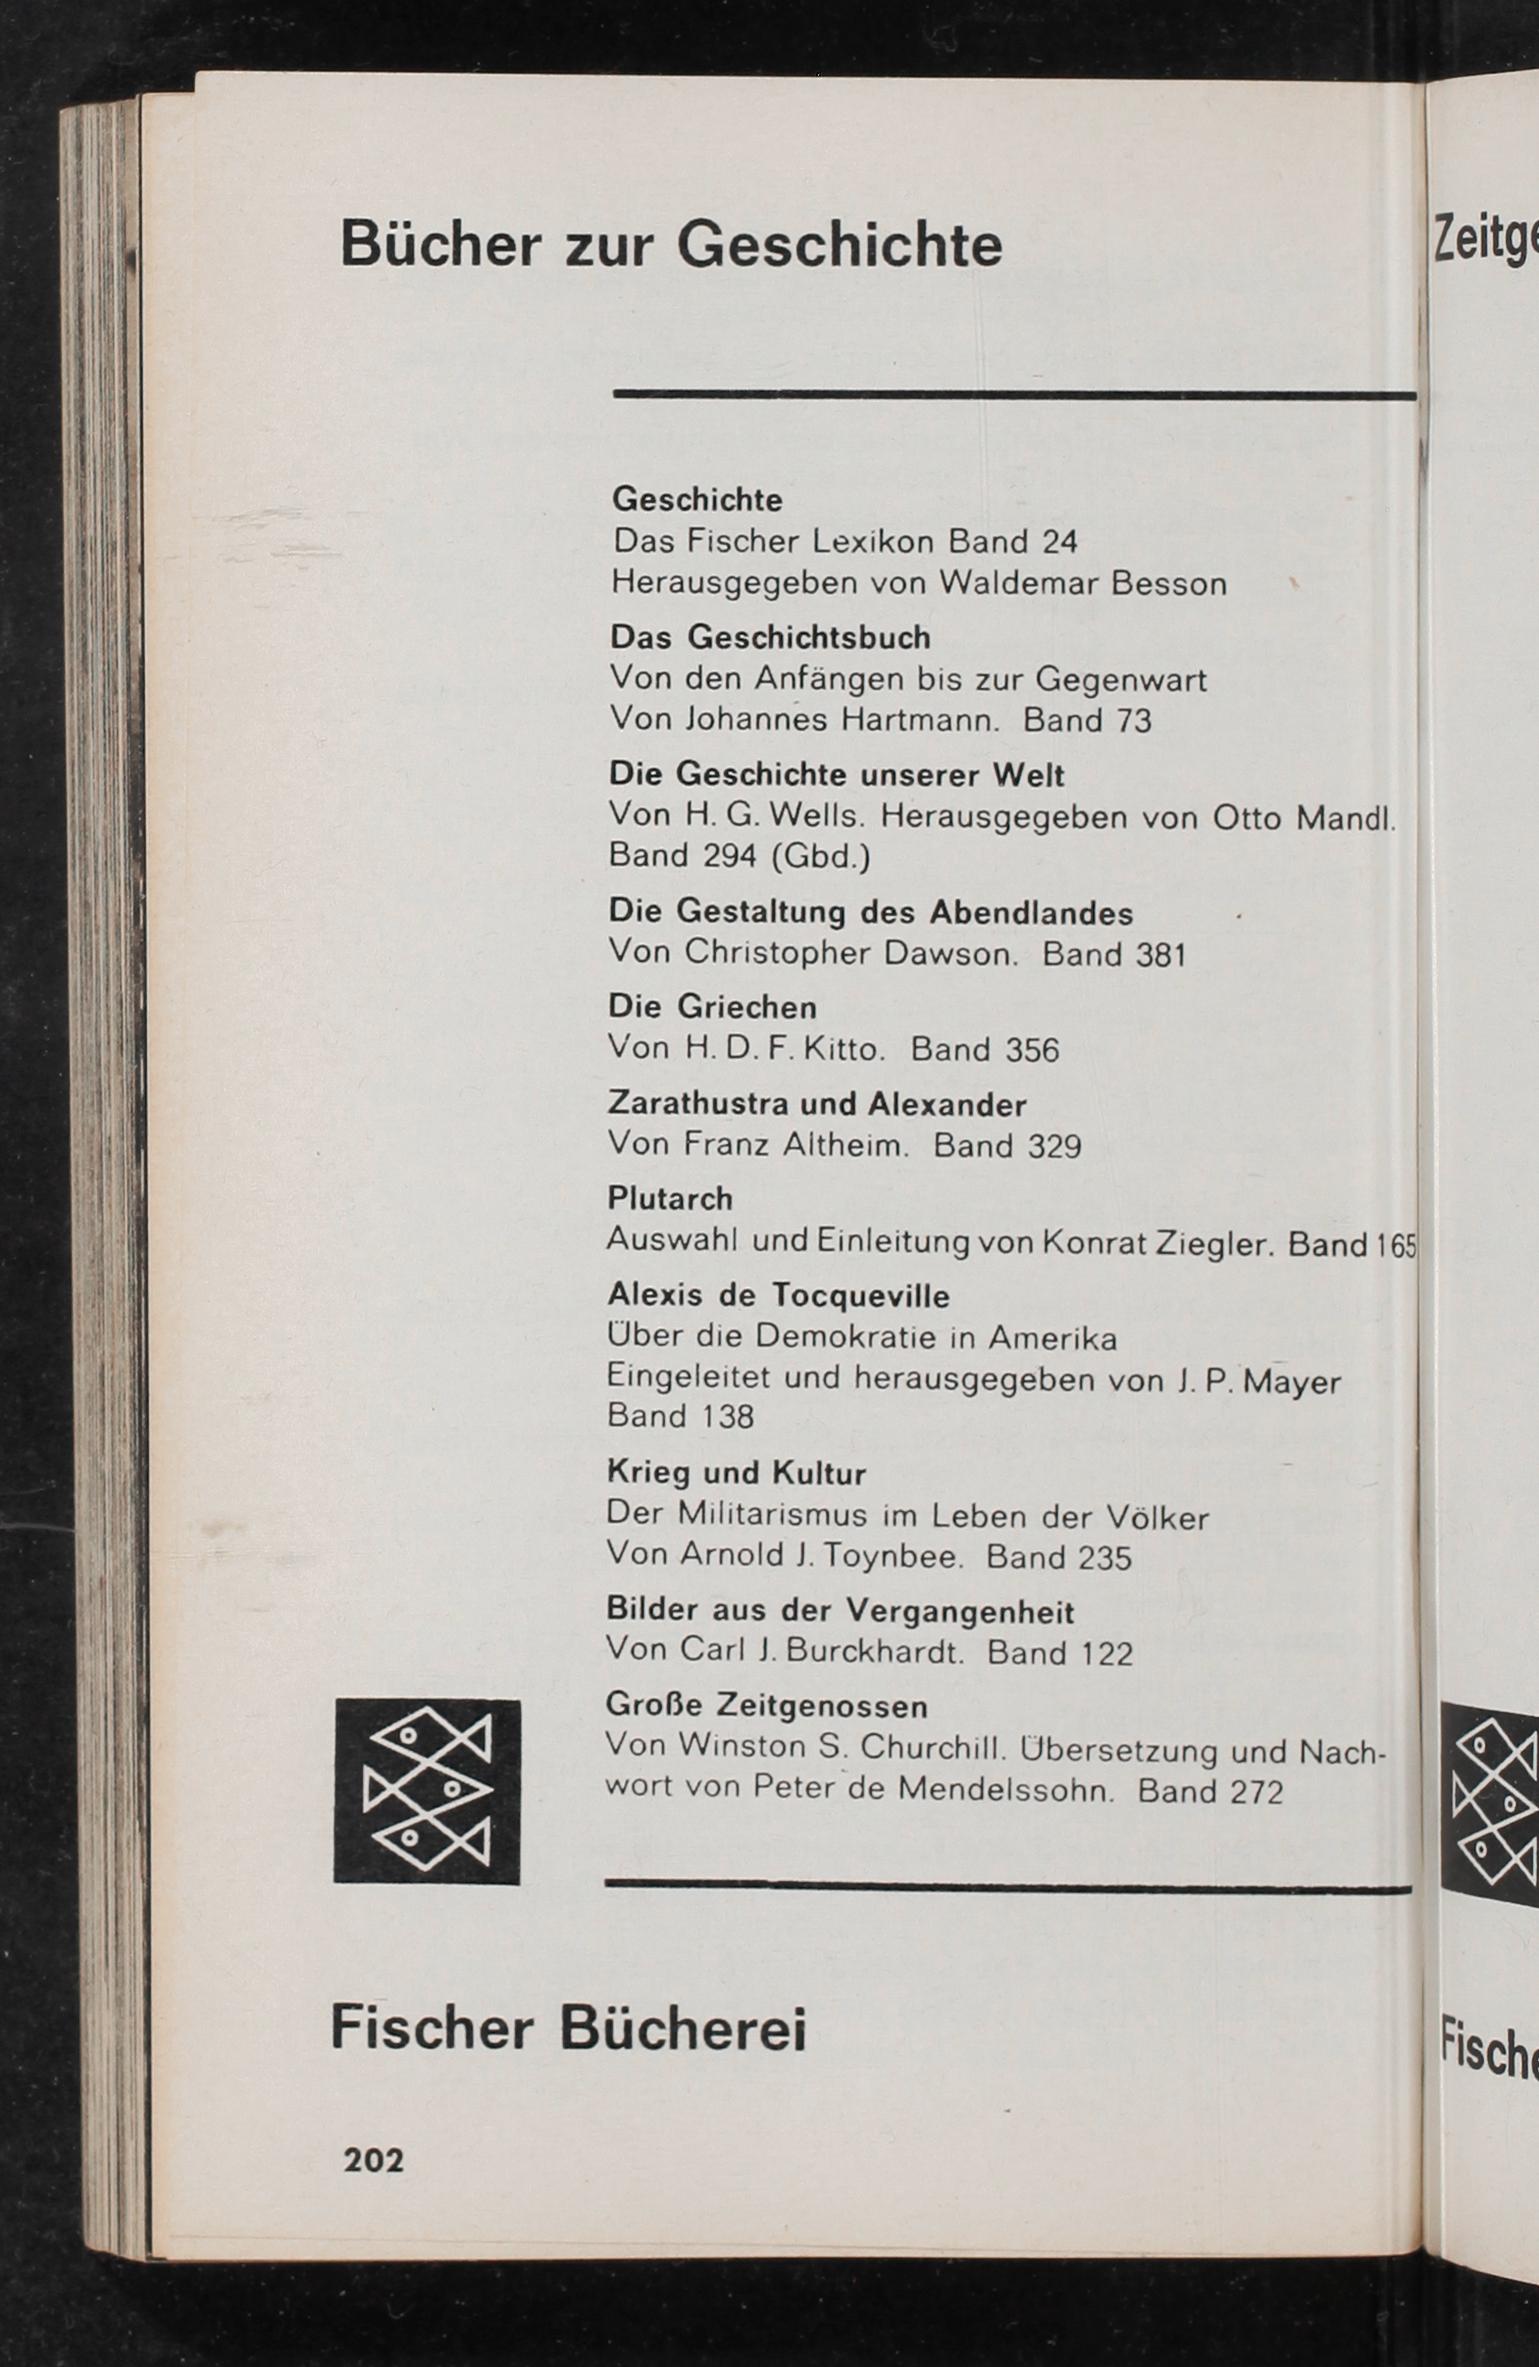 Bücher zur Geschichte
Geschichte
Das Fischer Lexikon Band 24
Herausgegeben von Waldemar Besson
Das Geschichtsbuch
Von den Anfängen bis zur Gegenwart
Von Johannes Hartmann. Band 73
Die Geschichte unserer Welt
Von H. G. Wells. Herausgegeben von Otto Mandl.
Band 294 (Gbd.)
Die Gestaltung des Abendlandes
Von Christopher Dawson. Band 381
Die Griechen
Von H. D. F. Kitto. Band 356
Zarathustra und Alexander
Von Franz Altheim. Band 329
Plutarch
Auswahl und Einleitung von Konrat Ziegler. Band 165
Alexis de Tocqueville
Über die Demokratie in Amerika
Eingeleitet und herausgegeben von J. P. Mayer
Band 138
Krieg und Kultur
Der Militarismus im Leben der Völker
Von Arnold J. Toynbee. Band 235
Bilder aus der Vergangenheit
Von Carl J. Burckhardt. Band 122
Große Zeitgenossen
Von Winston S. Churchill. Übersetzung und Nach-
wort von Peter de Mendelssohn. Band 272
Fischer Bücherei
202